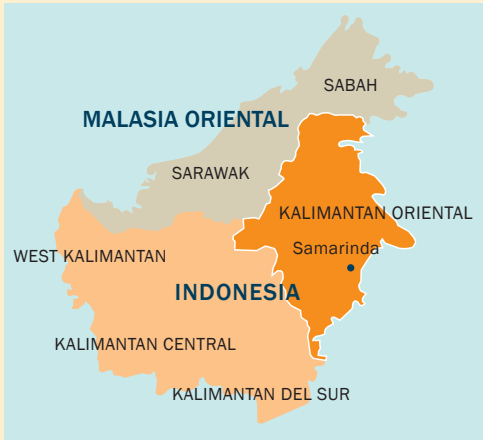 SABAH
MALASIA ORIENTAL
SARAWAK
KALIMANTAN ORIENTAL
Samarinda
WEST KALIMANTAN
INDONESIA
KALIMANTAN CENTRAL
KALIMANTAN DEL SUR